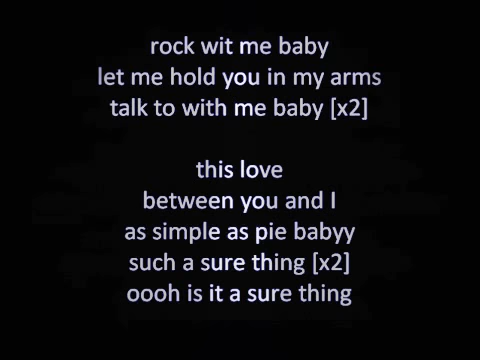 rock wit me baby
let me hold you in my arms
talk to with me baby [x2]
this love
between you and I
as simple as pie babyy
such a sure thing [x2]
oooh is it a sure thing